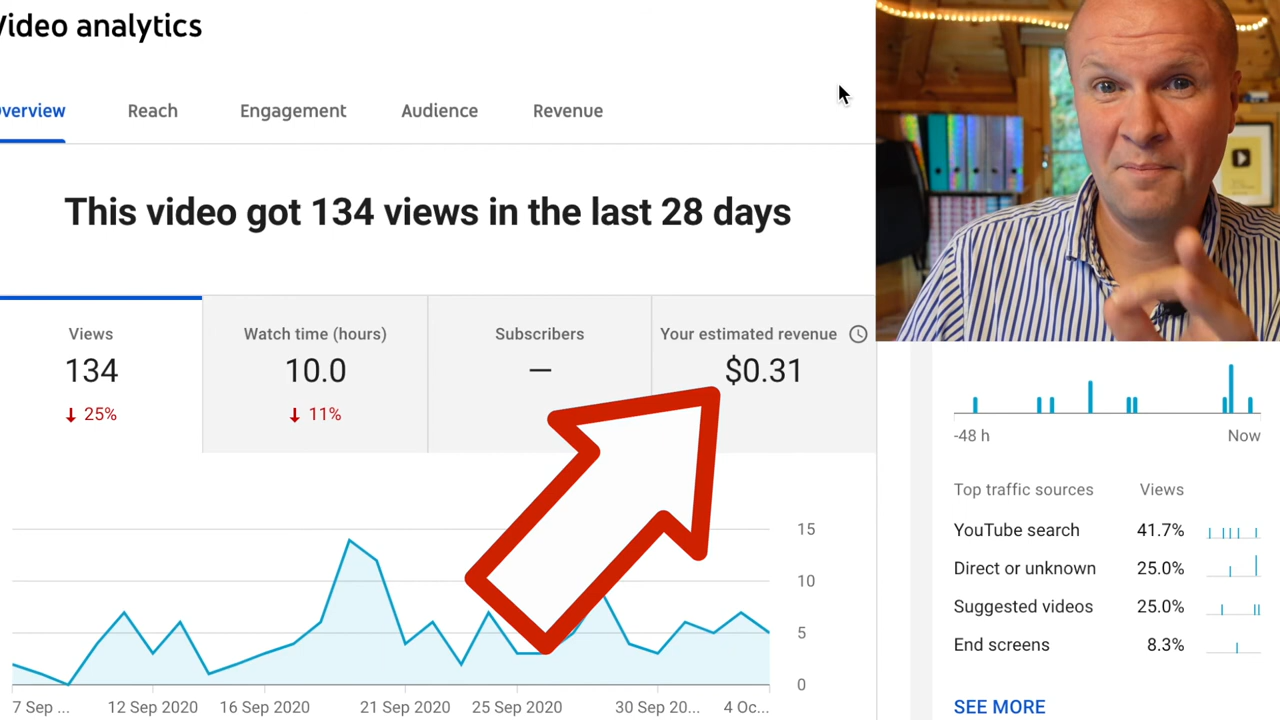 Video analytics
Overview Reach Engagement Audience Revenue
This video got 134 views in the last 28 days
Views
134
25%
Watch time (hours)
10.0
11%
Subscribers
—
Your estimated revenue
$0.31
15
10
5
0
7 Sep ... 12 Sep 2020 16 Sep 2020 21 Sep 2020 25 Sep 2020 30 Sep 20... 4 Oc...
-48 h Now
Top traffic sources Views
YouTube search 41.7%
Direct or unknown 25.0%
Suggested videos 25.0%
End screens 8.3%
SEE MORE